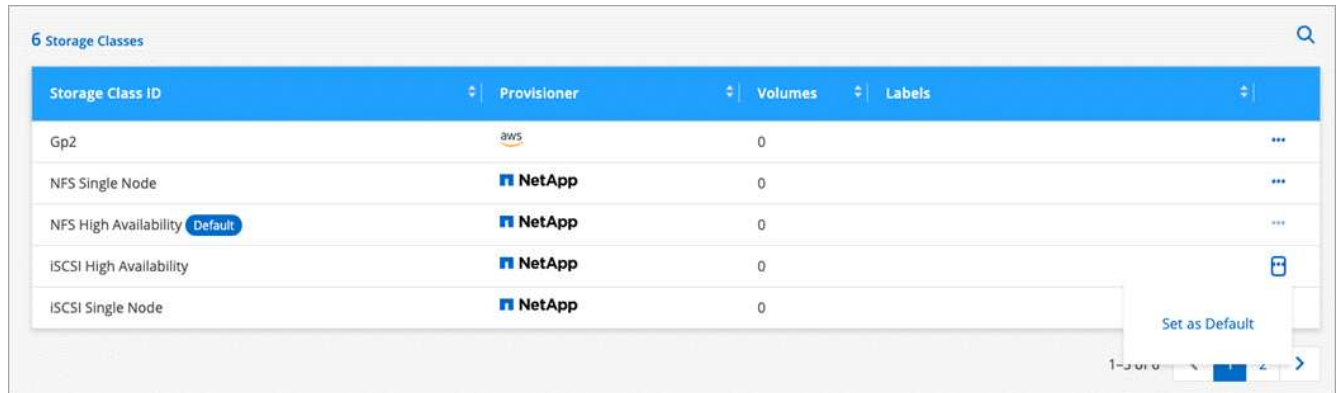 6 Storage Classes
Storage Class ID Provisioner Volumes Labels
Gp2 aws 0
NFS Single Node NetApp 0
NFS High Availability Default NetApp 0
iSCSI High Availability NetApp 0
iSCSI Single Node NetApp 0
Set as Default